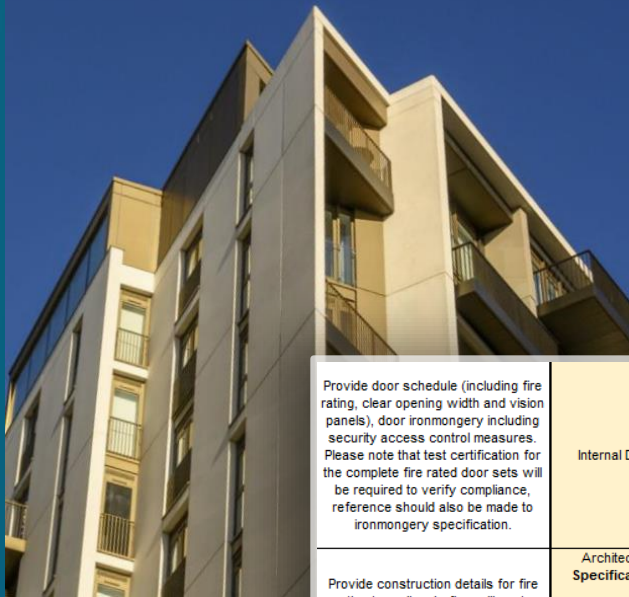 Provide door schedule (including fire
rating, clear opening width and vision
panels), door ironmongery including
security access control measures.
Please note that test certification for
the complete fire rated door sets will
be required to verify compliance,
reference should also be made to
ironmongery specification.
Internal
Provide construction details for fire